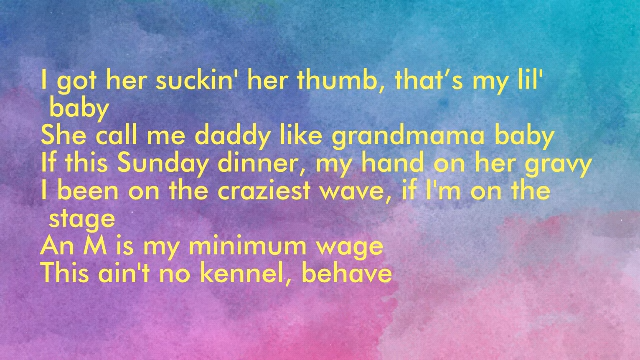 I got her suckin' her thumb, that’s my lil'
baby
She call me daddy like grandmama baby
If this Sunday dinner, my hand on her gravy
I been on the craziest wave, if I'm on the
stage
An M is my minimum wage
This ain't no kennel, behave